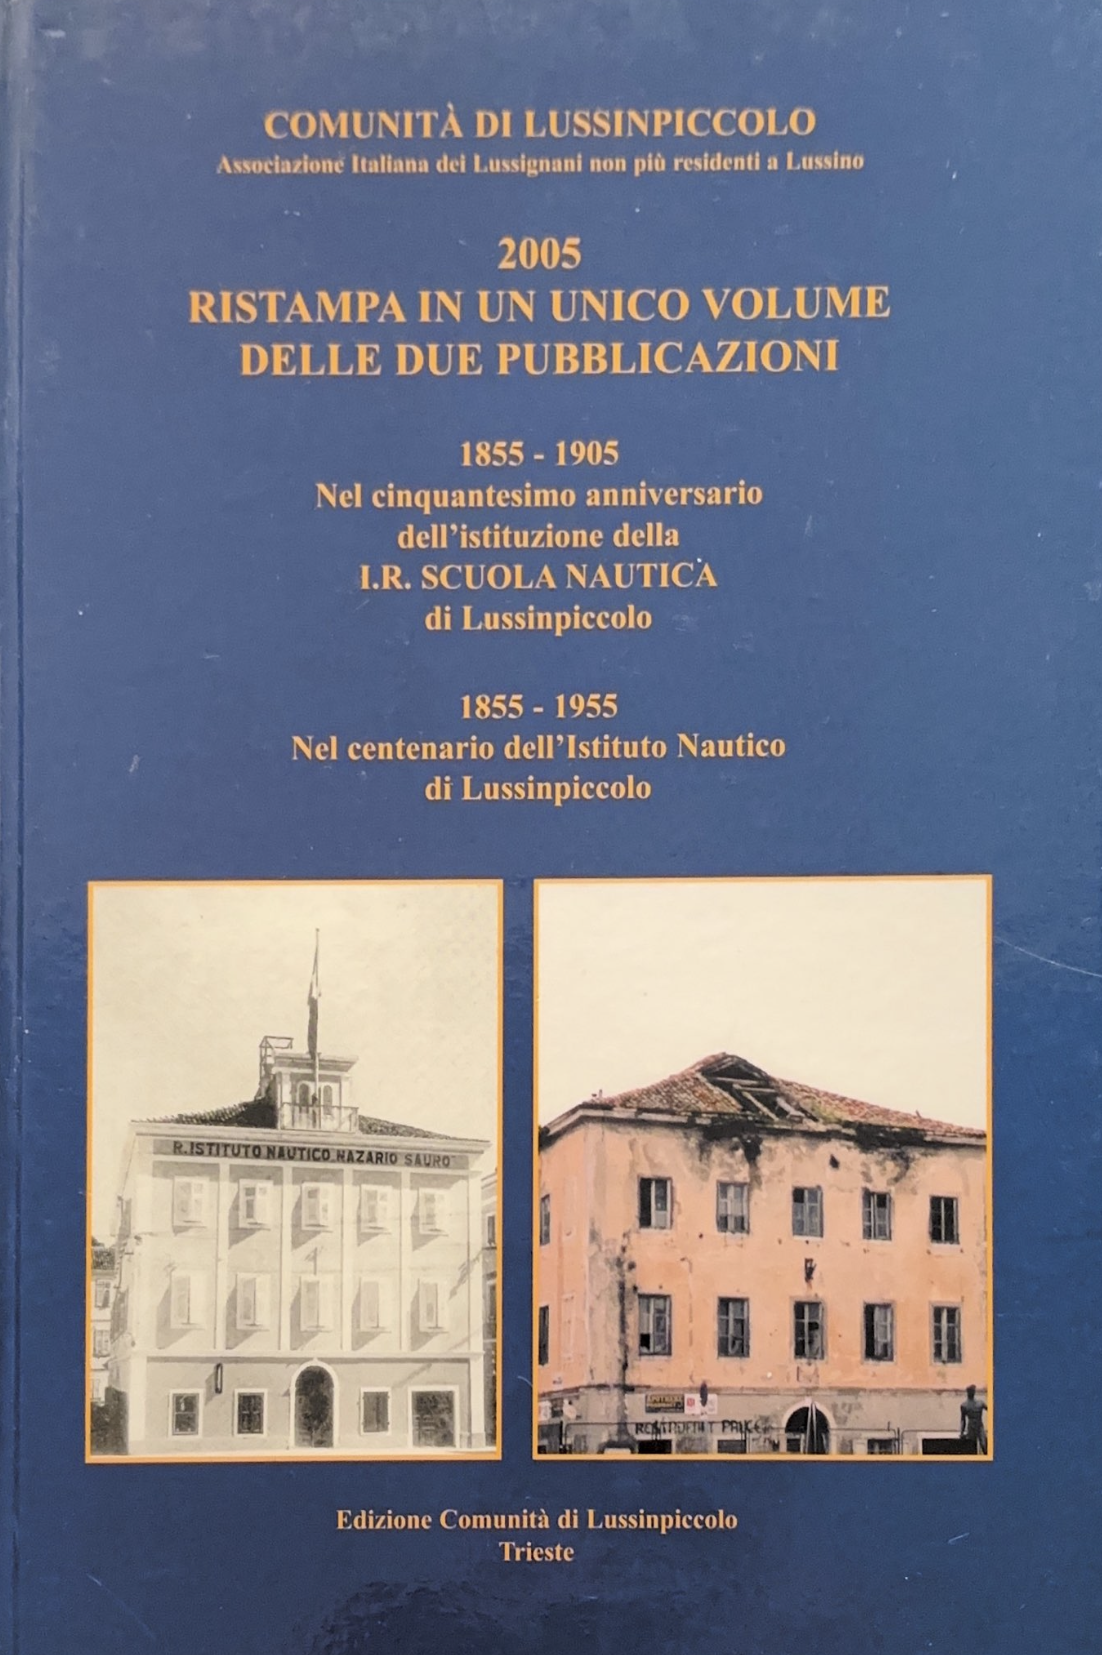 COMUNITÀ DI LUSSINPICCOLO
Associazione Italiana dei Lussignani non più residenti a Lussino
2005
RISTAMPA IN UN UNICO VOLUME
DELLE DUE PUBBLICAZIONI
1855 - 1905
Nel cinquantesimo anniversario
dell'istituzione della
I.R. SCUOLA NAUTICA
di Lussinpiccolo
1855 - 1955
Nel centenario dell'Istituto Nautico
di Lussinpiccolo
R. ISTITUTO NAUTICO NAZARIO SAURO
Edizione Comunità di Lussinpiccolo
Trieste